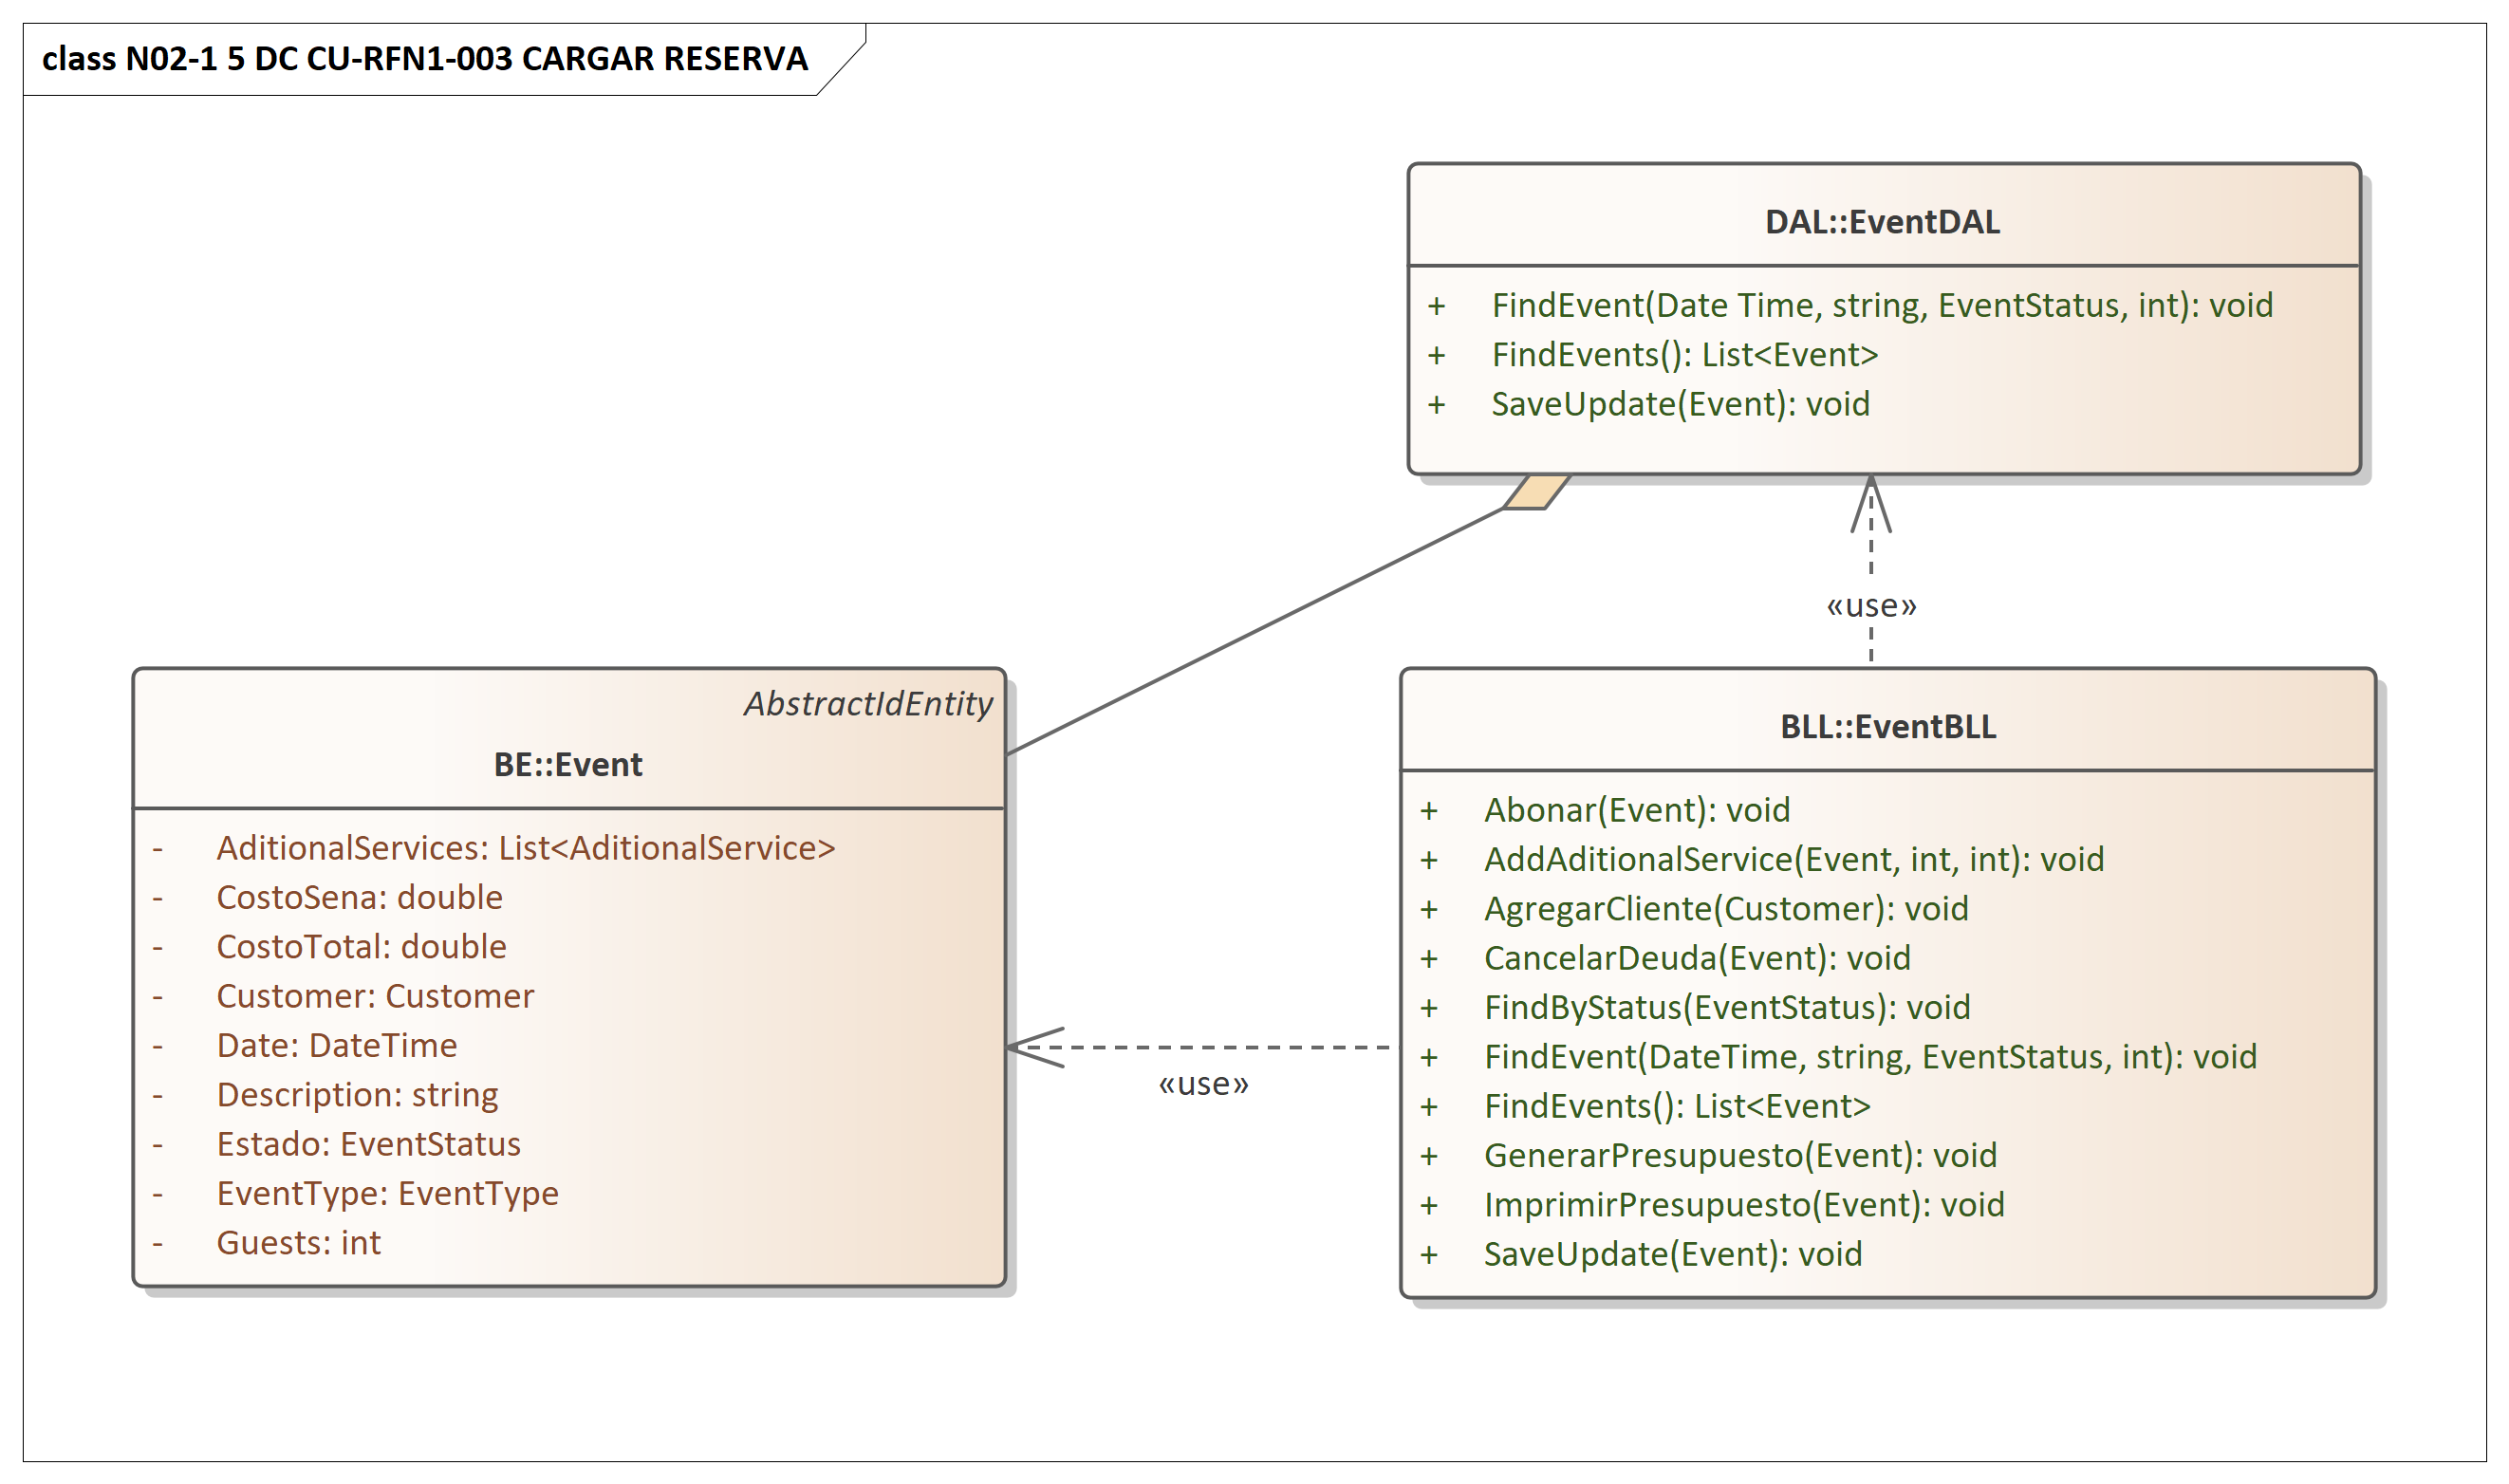 class N02-1 5 DC CU-RFN1-003 CARGAR RESERVA
DAL::EventDAL
+ FindEvent(Date Time, string, EventStatus, int): void
+ FindEvents(): List<Event>
+ SaveUpdate(Event): void
«use»
AbstractIdEntity
BE::Event
- AditionalServices: List<AditionalService>
- CostoSena: double
- CostoTotal: double
- Customer: Customer
- Date: DateTime
- Description: string
- Estado: EventStatus
- EventType: EventType
- Guests: int
«use»
BLL::EventBLL
+ Abonar(Event): void
+ AddAditionalService(Event, int, int): void
+ AgregarCliente(Customer): void
+ CancelarDeuda(Event): void
+ FindByStatus(EventStatus): void
+ FindEvent(DateTime, string, EventStatus, int): void
+ FindEvents(): List<Event>
+ GenerarPresupuesto(Event): void
+ ImprimirPresupuesto(Event): void
+ SaveUpdate(Event): void